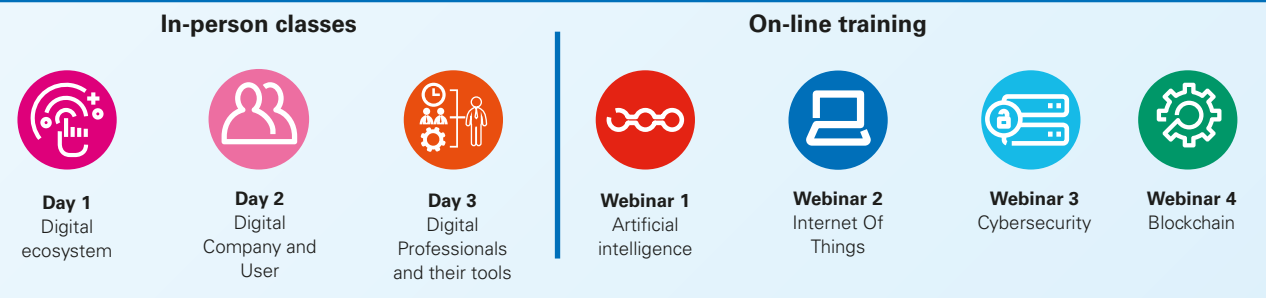 In-person classes
On-line training
Day 1
Digital
ecosystem
Day 2
Digital
Company and
User
Day 3
Digital
Professionals
and their tools
Webinar 1
Artificial
intelligence
Webinar 2
Internet Of
Things
Webinar 3
Cybersecurity
Webinar 4
Blockchain